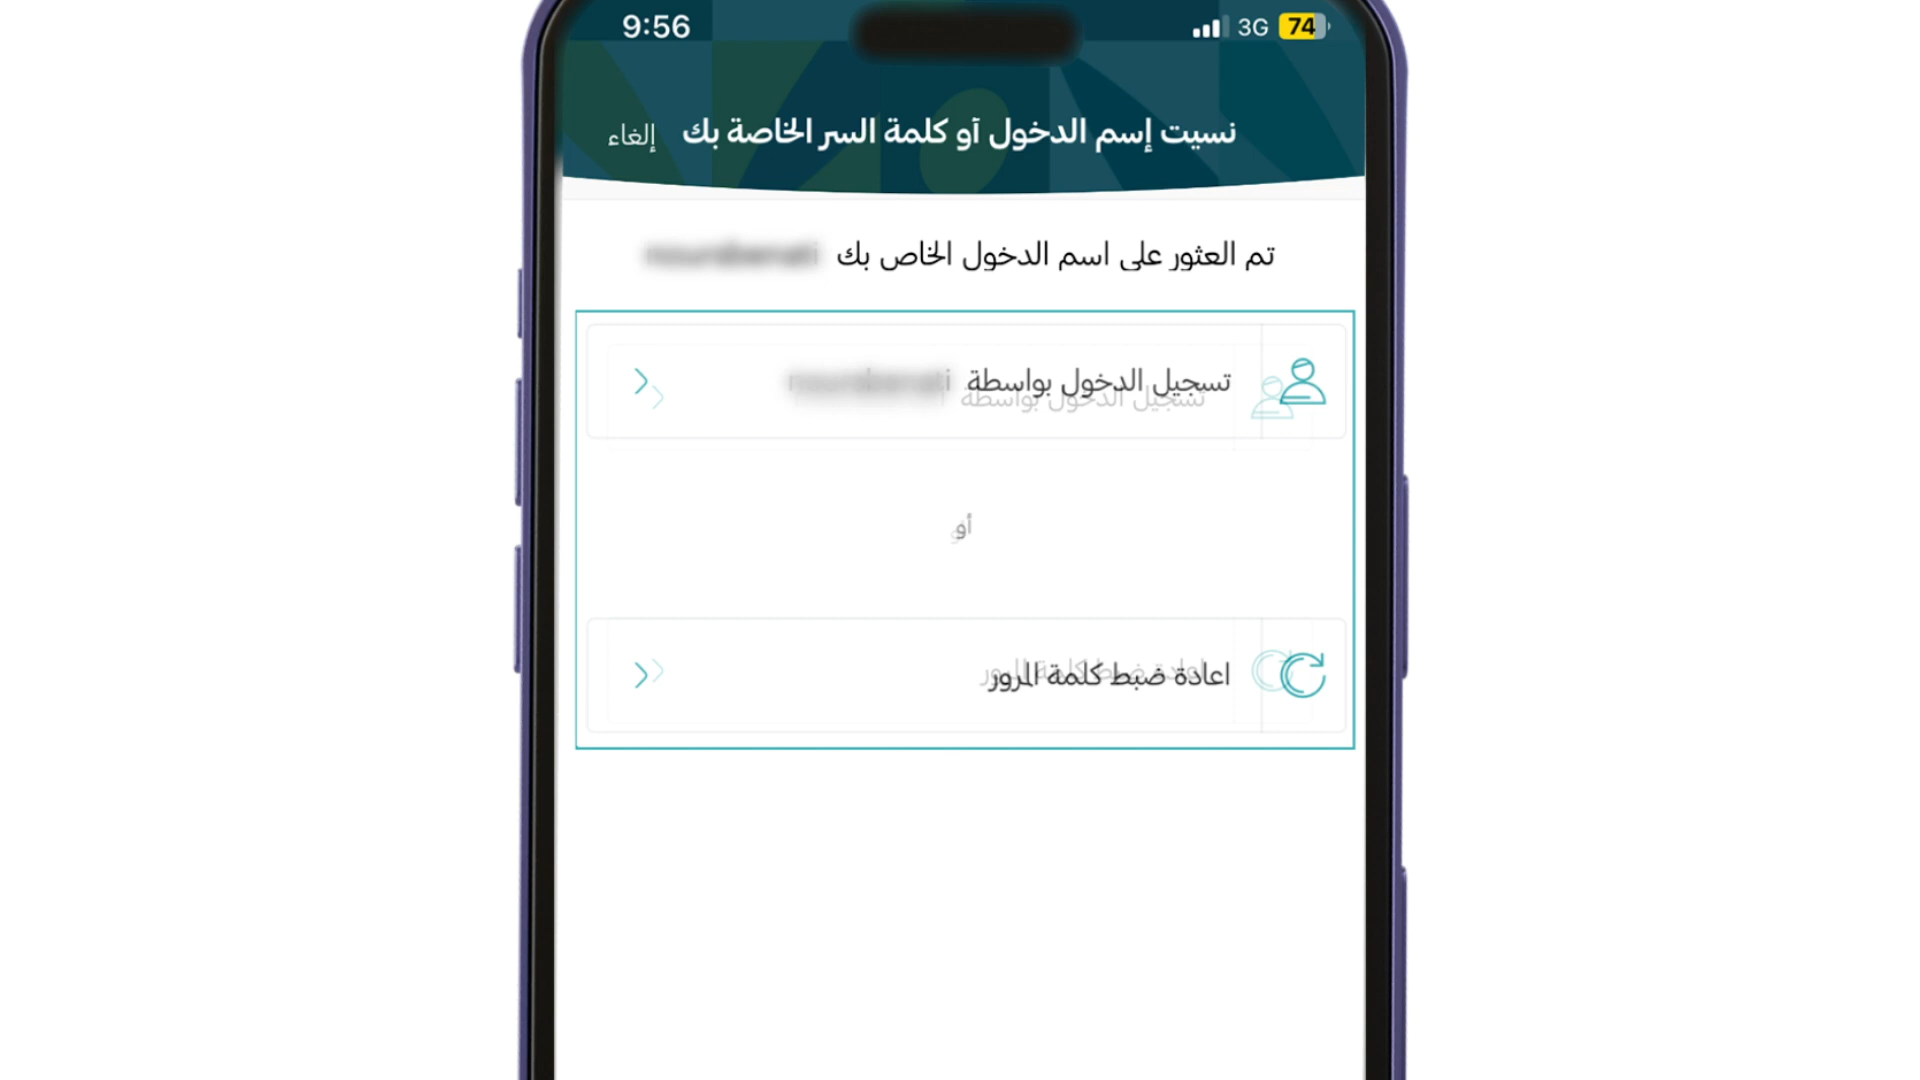 9:56
3G 74
نسيت إسم الدخول أو كلمة السر الخاصة بك
إلغاء
تم العثور على اسم الدخول الخاص بك
تسجيل الدخول بواسطة
أو
اعادة ضبط كلمة المرور